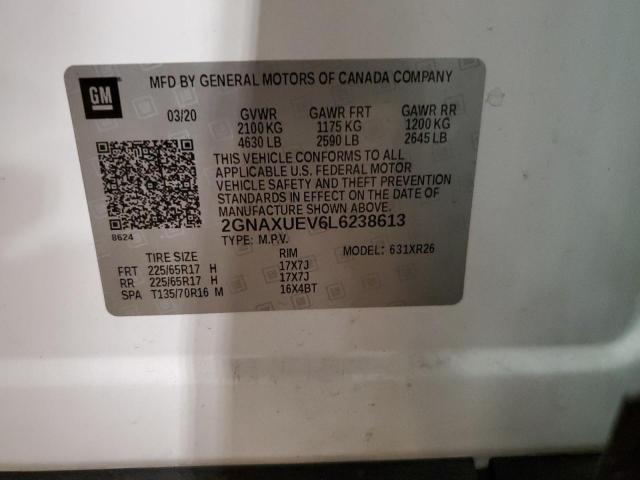 GM
MFD BY GENERAL MOTORS OF CANADA COMPANY
03/20 GVWR GAWR FRT GAWR RR
2100 KG 1175 KG 1200 KG
4630 LB 2590 LB 2645 LB
THIS VEHICLE CONFORMS TO ALL
APPLICABLE U.S. FEDERAL MOTOR
VEHICLE SAFETY AND THEFT PREVENTION
STANDARDS IN EFFECT ON THE DATE OF
MANUFACTURE SHOWN ABOVE.
8624 2GNAXUEV6L6238613
TYPE: M.P.V. MODEL: 631XR26
TIRE SIZE RIM
FRT 225/65R17 H 17X7J
RR 225/65R17 H 17X7J
SPA T135/70R16 M 16X4BT